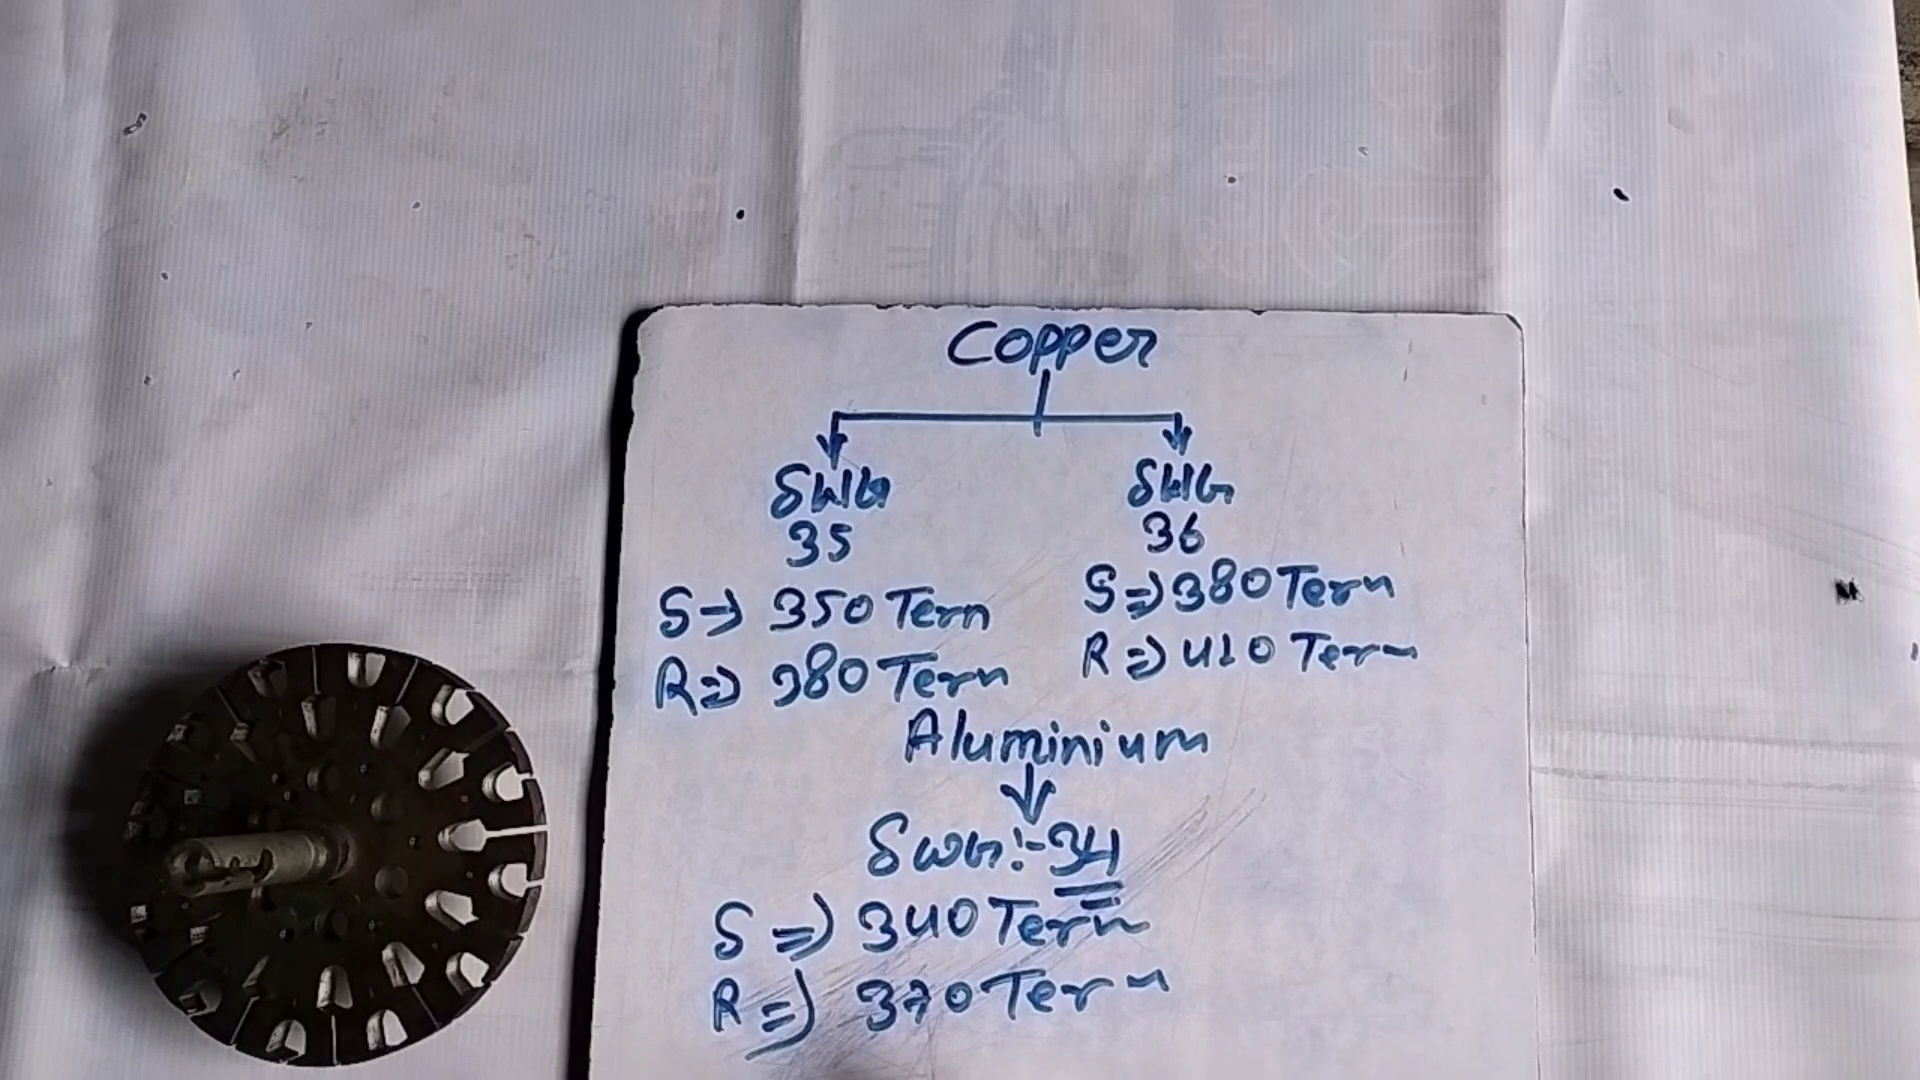 Copper
SWG SWG
35 36
S→ 350 Tern S⇒ 380 Tern
R⇒ 380 Tern R⇒ 410 Term
Aluminium
↓
SWG:- 34
S ⇒ 340 Tern
R ⇒ 370 Tern